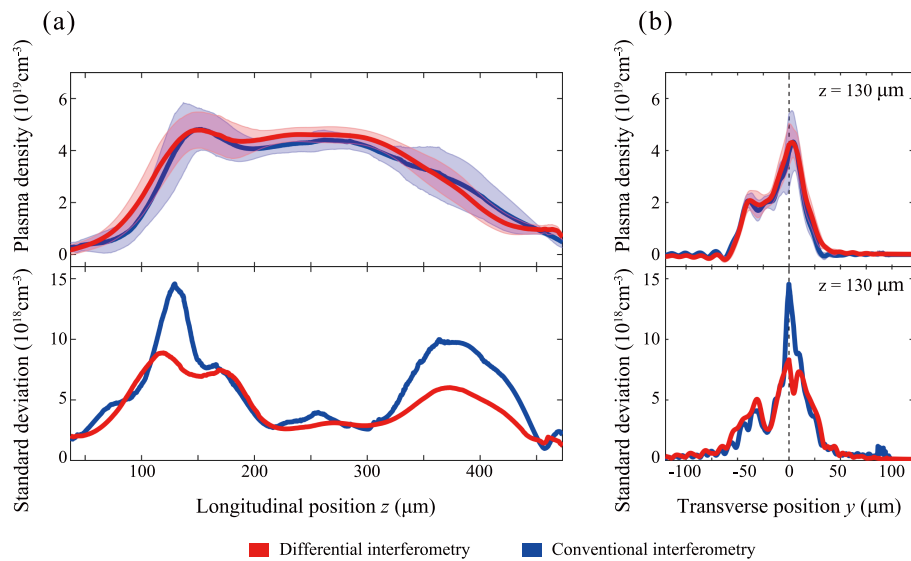 (a)
(b)
Plasma density (10¹⁹cm⁻³)
6
4
2
0
Standard deviation (10¹⁸cm⁻³)
15
10
5
0
100
200
300
400
Longitudinal position z (μm)
Plasma density (10¹⁹cm⁻³)
6
4
2
0
z = 130 μm
Standard deviation (10¹⁸cm⁻³)
15
10
5
0
z = 130 μm
-100
-50
0
50
100
Transverse position y (μm)
Differential interferometry
Conventional interferometry